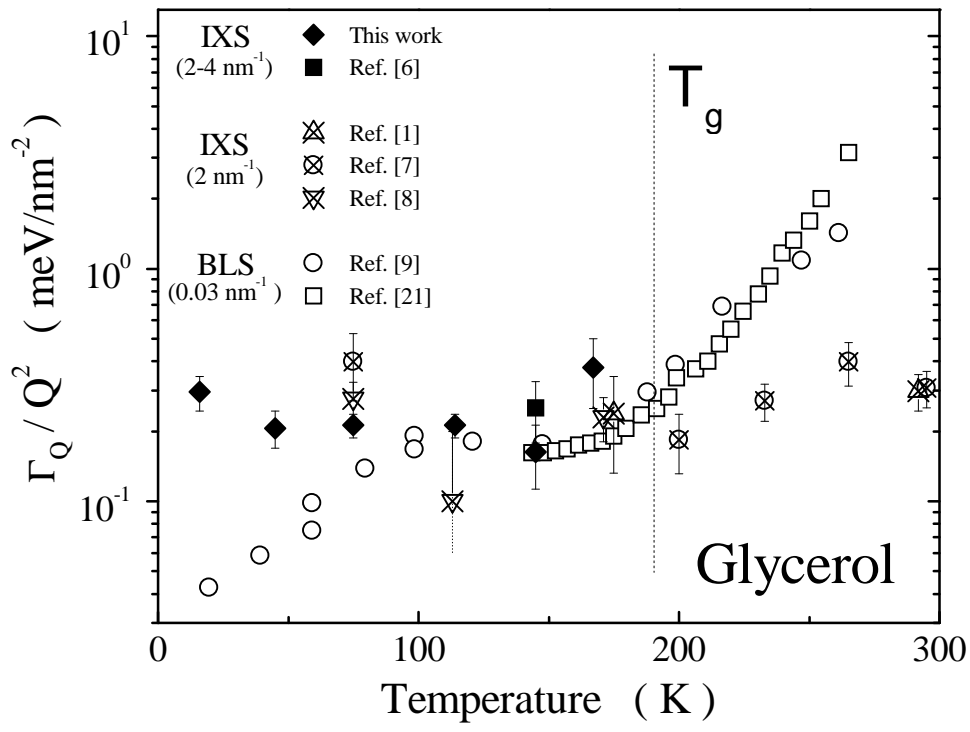 10¹
10⁰
10⁻¹
Γ_Q / Q² ( meV/nm⁻² )
IXS
(2-4 nm⁻¹)
This work
Ref. [6]
IXS
(2 nm⁻¹)
Ref. [1]
Ref. [7]
Ref. [8]
BLS
(0.03 nm⁻¹)
Ref. [9]
Ref. [21]
T_g
Glycerol
0 100 200 300
Temperature ( K )